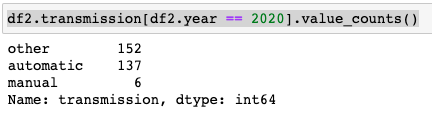 df2.transmission[df2.year == 2020].value_counts()
other        152
automatic    137
manual         6
Name: transmission, dtype: int64